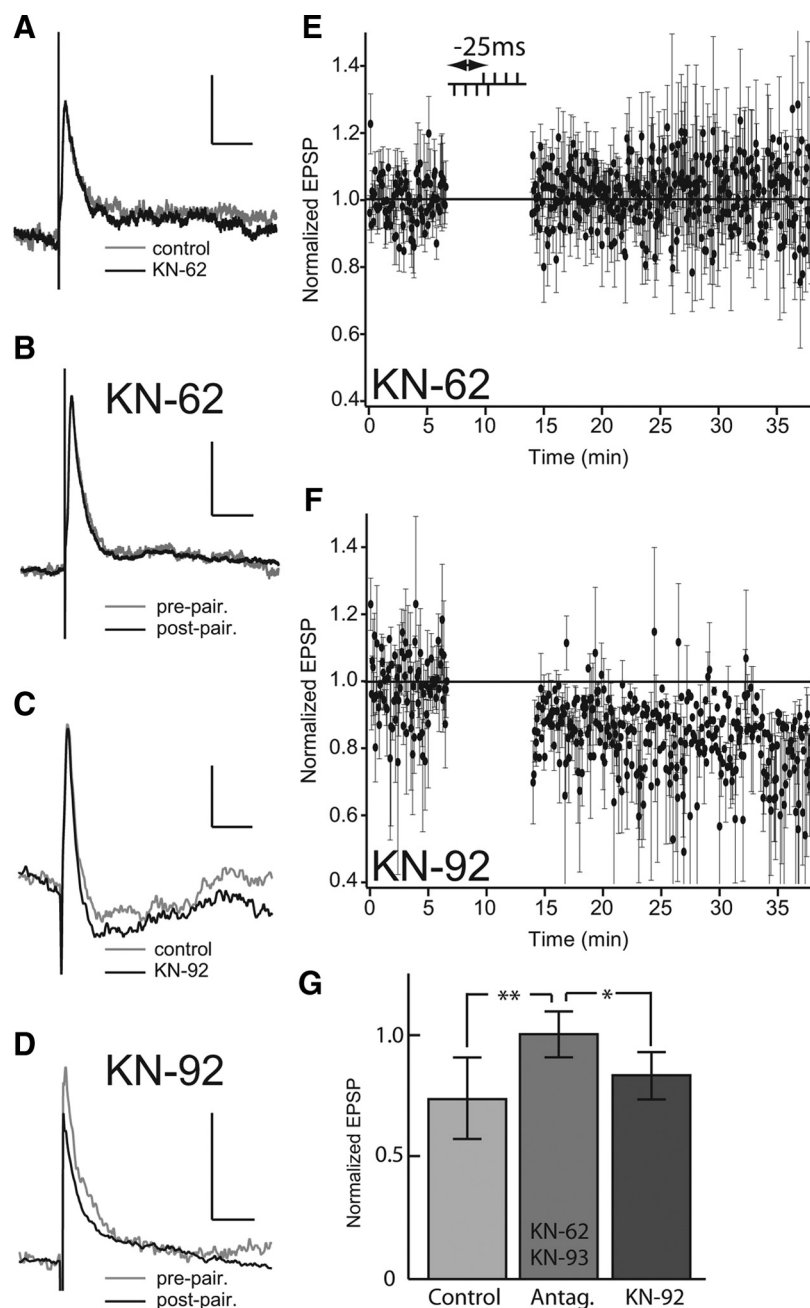 A
control
KN-62
B
KN-62
pre-pair.
post-pair.
C
control
KN-92
D
KN-92
pre-pair.
post-pair.
E
-25ms
Normalized EPSP
1.4
1.2
1.0
0.8
0.6
0.4
KN-62
0 5 10 15 20 25 30 35
Time (min)
F
Normalized EPSP
1.4
1.2
1.0
0.8
0.6
0.4
KN-92
0 5 10 15 20 25 30 35
Time (min)
G
** *
Normalized EPSP
1.0
0.5
0
KN-62
KN-93
Control Antag. KN-92